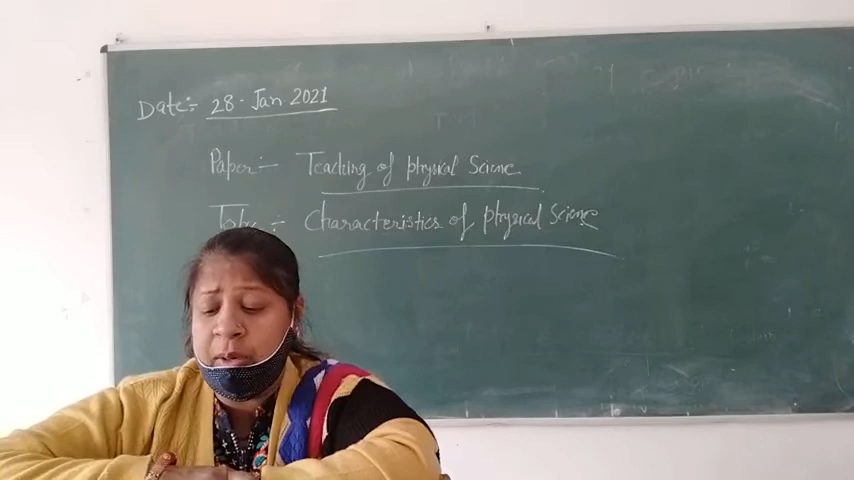 Date:- 28 - Jan 2021
Paper:- Teaching of physical Science
Topic :- Characteristics of physical Science